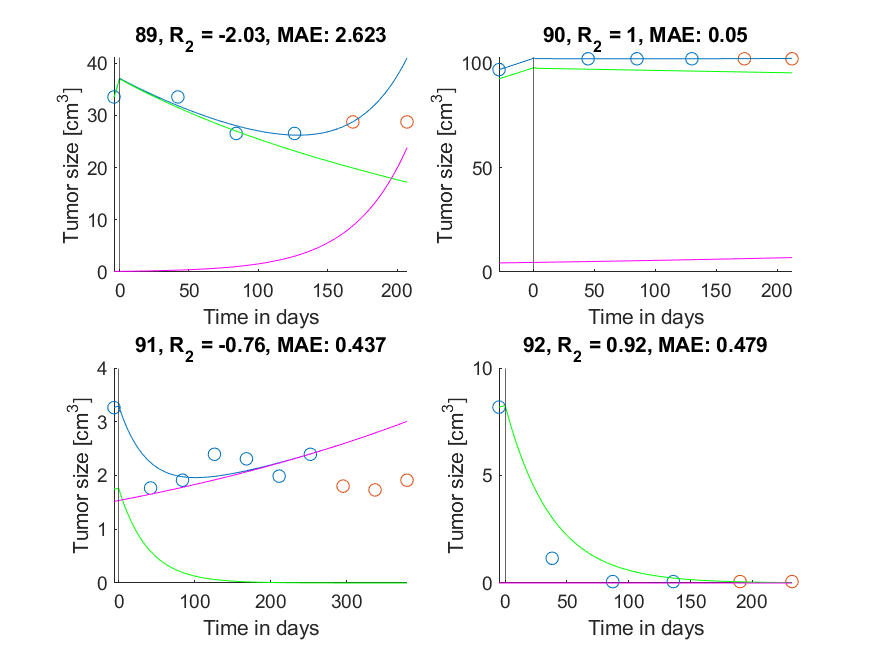 89, R2 = -2.03, MAE: 2.623
Tumor size [cm3]
40
30
20
10
0
0 50 100 150 200
Time in days
90, R2 = 1, MAE: 0.05
Tumor size [cm3]
100
50
0
0 50 100 150 200
Time in days
91, R2 = -0.76, MAE: 0.437
Tumor size [cm3]
4
3
2
1
0
0 100 200 300
Time in days
92, R2 = 0.92, MAE: 0.479
Tumor size [cm3]
10
5
0
0 50 100 150 200
Time in days